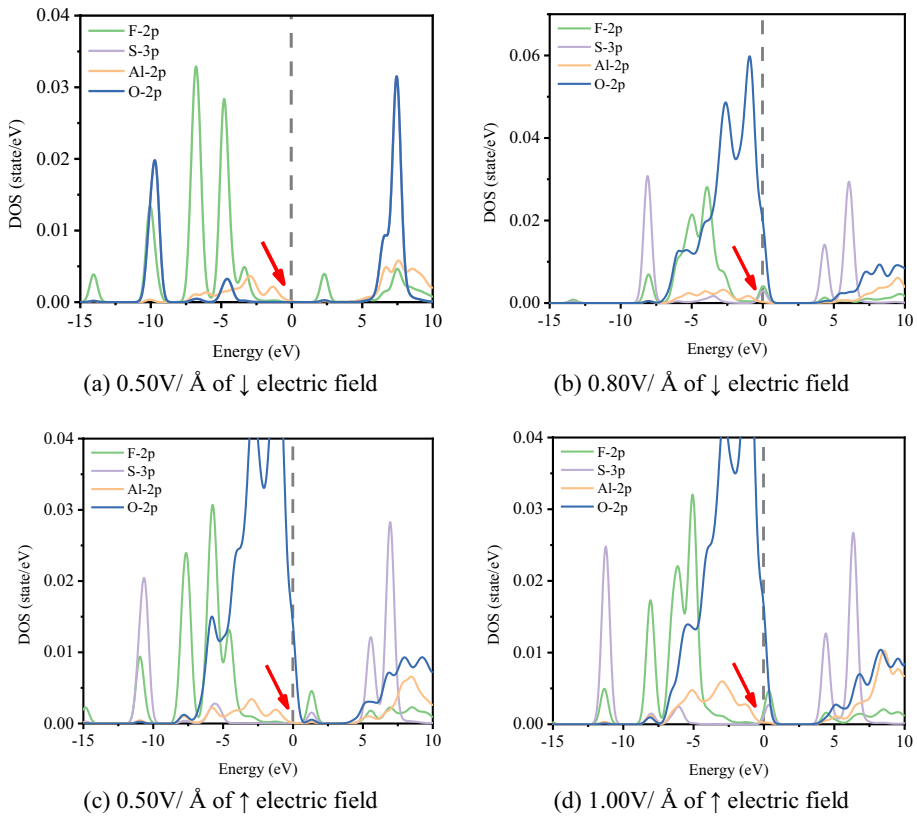 0.04
0.03
0.02
0.01
0.00
DOS (state/eV)
F-2p
S-3p
Al-2p
O-2p
-15
-10
-5
0
5
10
Energy (eV)
(a) 0.50V/ Å of ↓ electric field
0.06
0.04
0.02
0.00
DOS (state/eV)
F-2p
S-3p
Al-2p
O-2p
-15
-10
-5
0
5
10
Energy (eV)
(b) 0.80V/ Å of ↓ electric field
0.04
0.03
0.02
0.01
0.00
DOS (state/eV)
F-2p
S-3p
Al-2p
O-2p
-15
-10
-5
0
5
10
Energy (eV)
(c) 0.50V/ Å of ↑ electric field
0.04
0.03
0.02
0.01
0.00
DOS (state/eV)
F-2p
S-3p
Al-2p
O-2p
-15
-10
-5
0
5
10
Energy (eV)
(d) 1.00V/ Å of ↑ electric field